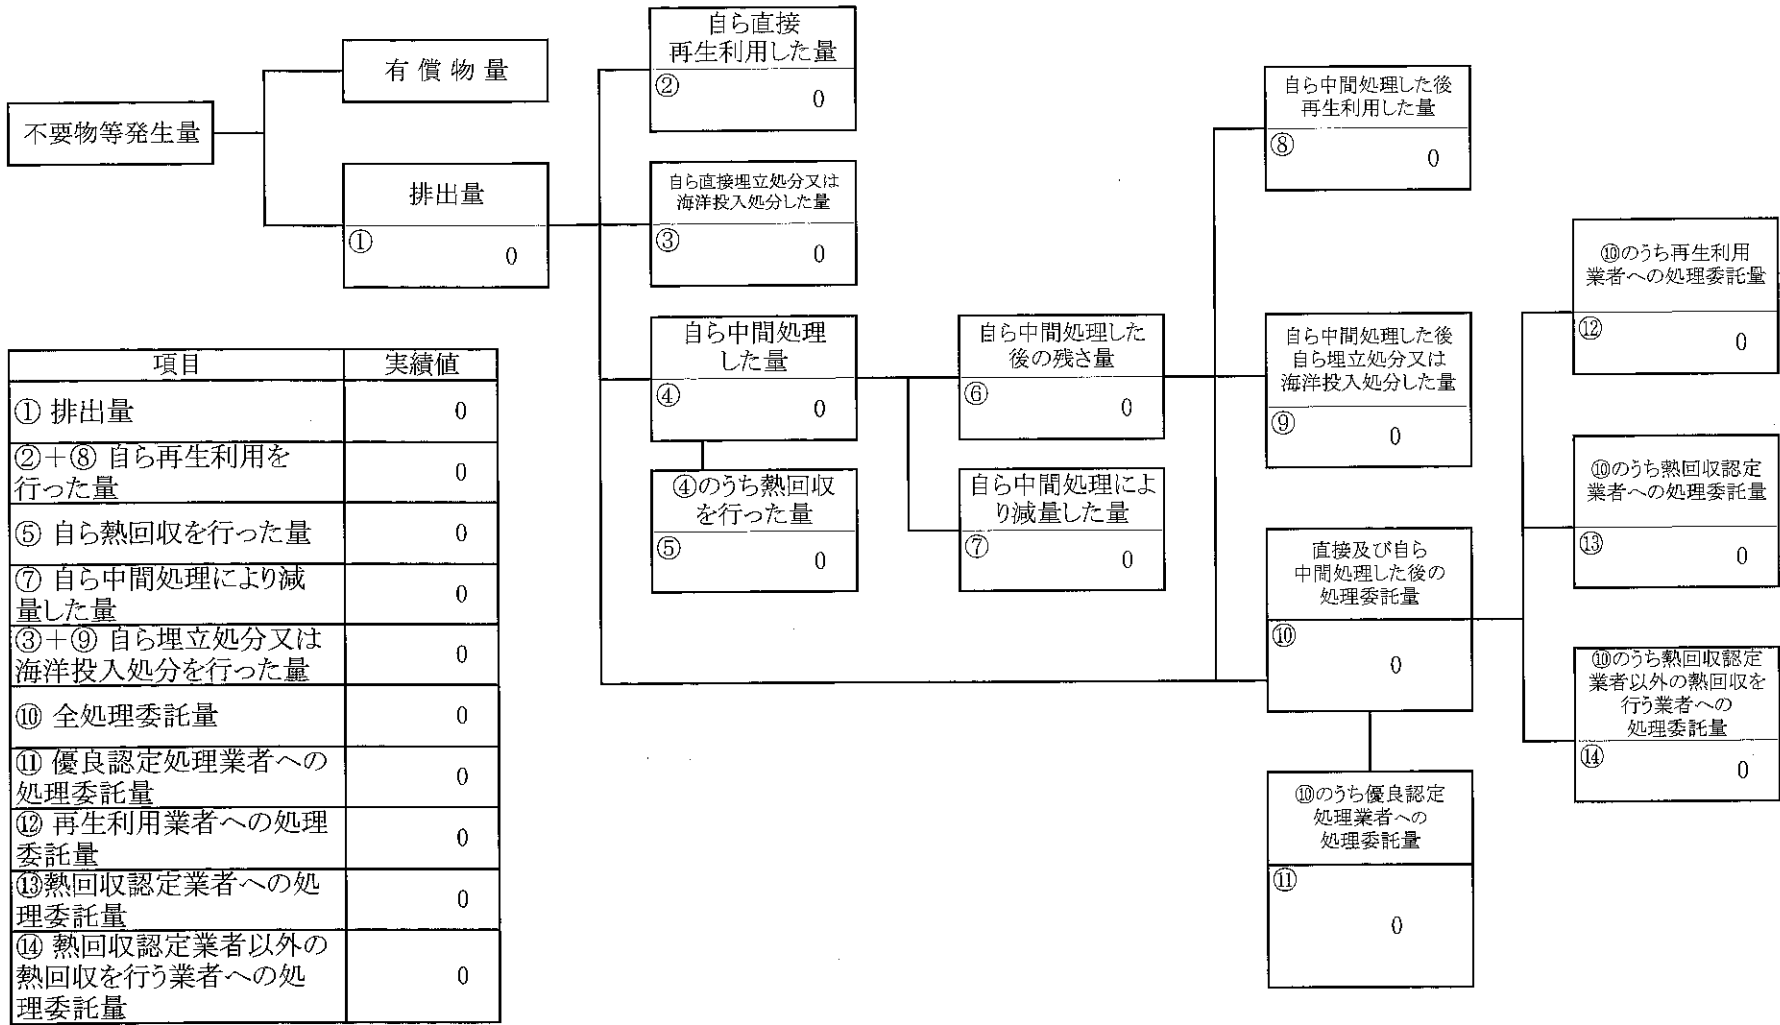 不要物等発生量
有償物量
排出量
①
0
自ら直接
再生利用した量
②
0
自ら直接埋立処分又は
海洋投入処分した量
③
0
自ら中間処理
した量
④
0
④のうち熱回収
を行った量
⑤
0
自ら中間処理した
後の残さ量
⑥
0
自ら中間処理によ
り減量した量
⑦
0
自ら中間処理した後
再生利用した量
⑧
0
自ら中間処理した後
自ら埋立処分又は
海洋投入処分した量
⑨
0
直接及び自ら
中間処理した後の
処理委託量
⑩
0
⑩のうち優良認定
処理業者への
処理委託量
⑪
0
⑩のうち再生利用
業者への処理委託量
⑫
0
⑩のうち熱回収認定
業者への処理委託量
⑬
0
⑩のうち熱回収認定
業者以外の熱回収を
行う業者への
処理委託量
⑭
0
項目 実績値
① 排出量 0
②+⑧ 自ら再生利用を
行った量 0
⑤ 自ら熱回収を行った量 0
⑦ 自ら中間処理により減
量した量 0
③+⑨ 自ら埋立処分又は
海洋投入処分を行った量 0
⑩ 全処理委託量 0
⑪ 優良認定処理業者への
処理委託量 0
⑫ 再生利用業者への処理
委託量 0
⑬熱回収認定業者への処
理委託量 0
⑭ 熱回収認定業者以外の
熱回収を行う業者への処
理委託量 0